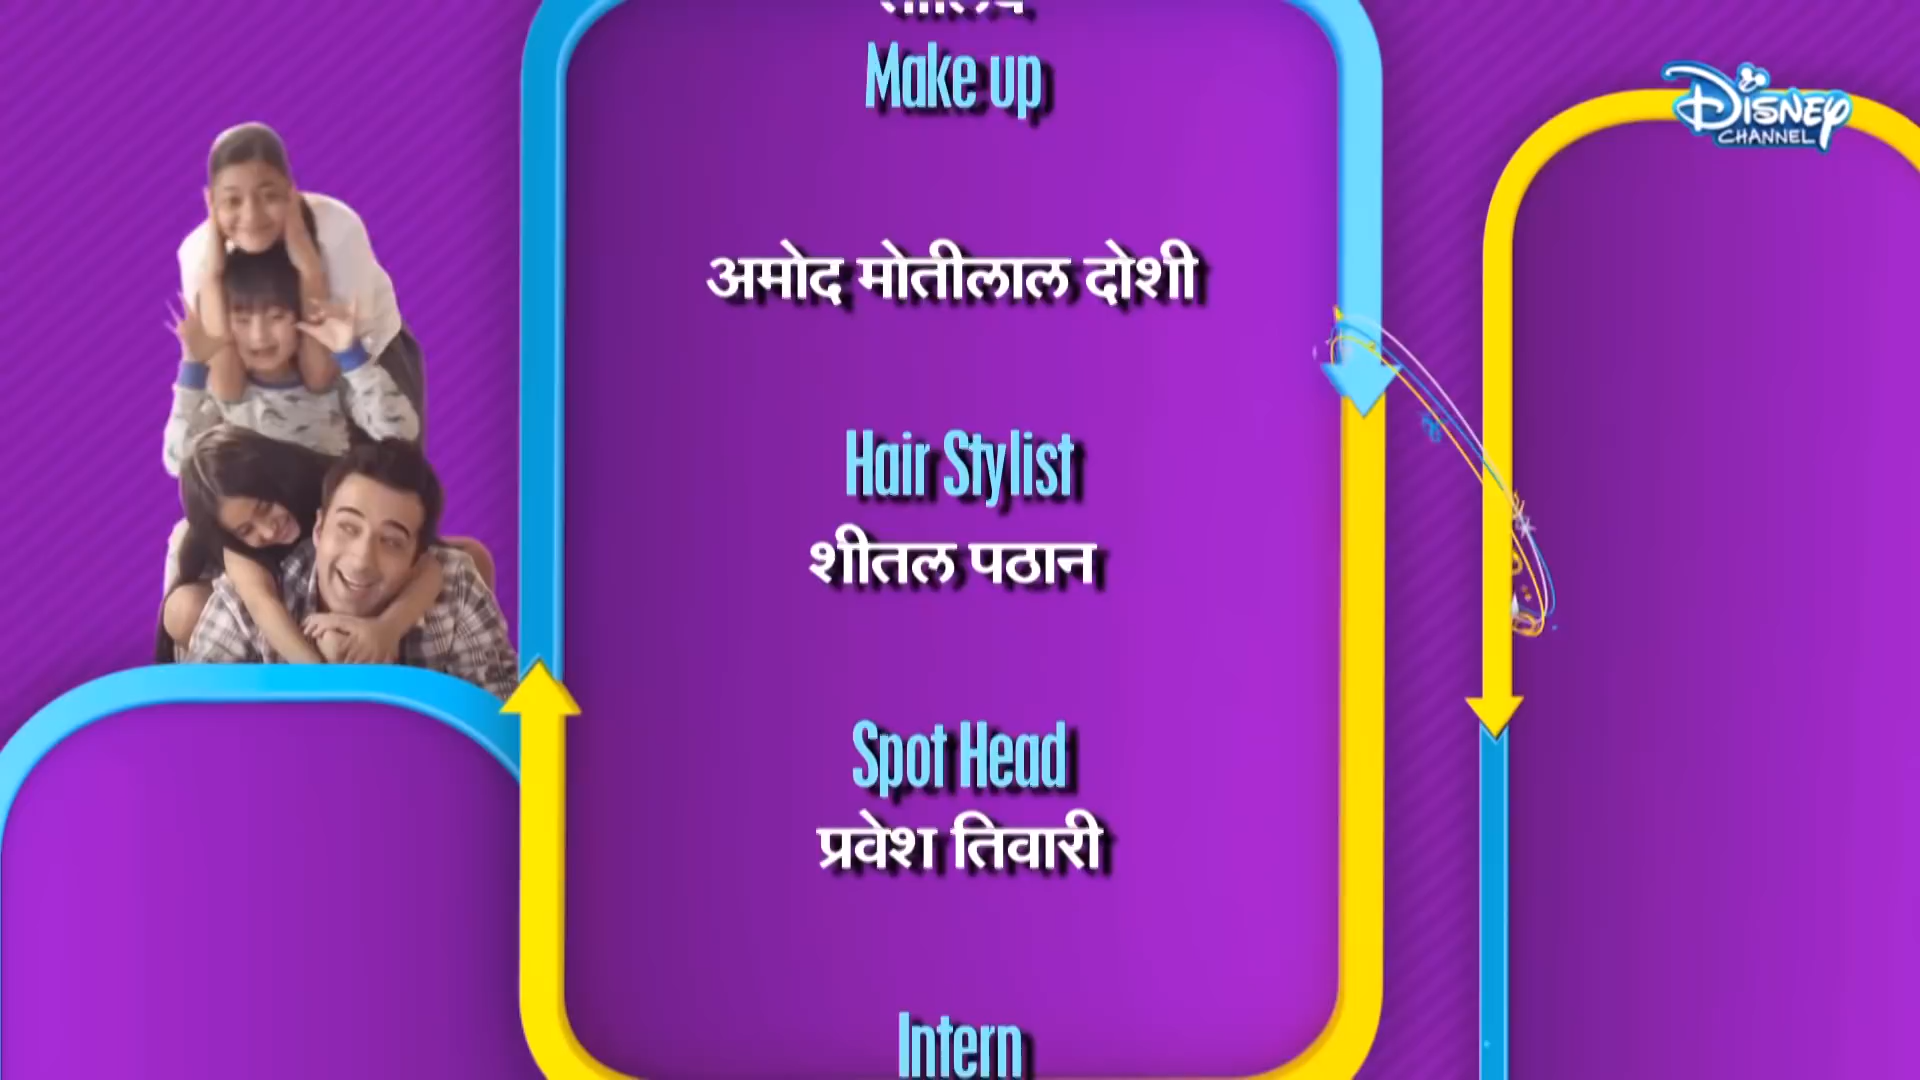 Make up
DISNEY
CHANNEL
अमोद मोतीलाल दोशी
Hair Stylist
शीतल पठान
Spot Head
प्रवेश तिवारी
Intern